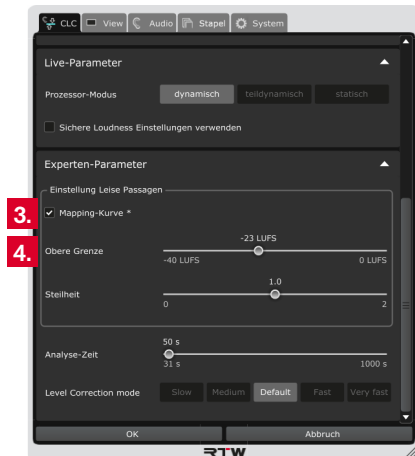 CLC View Audio Stapel System
Live-Parameter
Prozessor-Modus dynamisch teildynamisch statisch
Sichere Loudness Einstellungen verwenden
Experten-Parameter
Einstellung Leise Passagen
3. Mapping-Kurve *
4.
-23 LUFS
Obere Grenze
-40 LUFS 0 LUFS
1.0
Steilheit
0 2
50 s
Analyse-Zeit
31 s 1000 s
Level Correction mode Slow Medium Default Fast Very fast
OK Abbruch
RTW